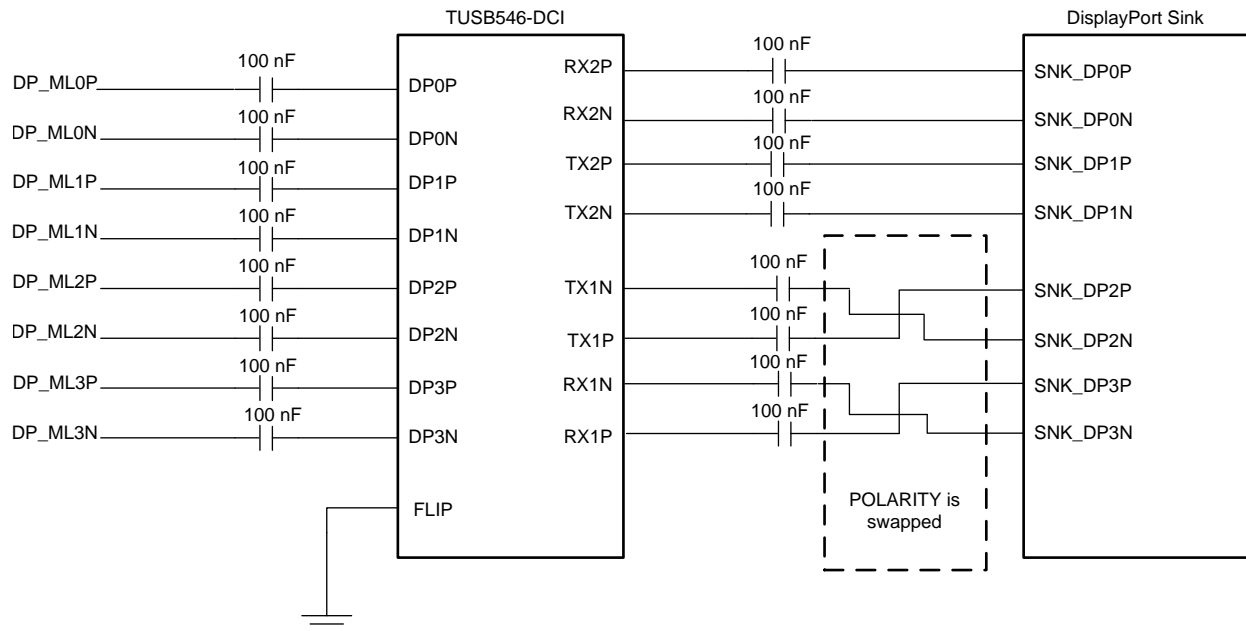 TUSB546-DCI
DisplayPort Sink
100 nF
DP_ML0P
DP0P
100 nF
DP_ML0N
DP0N
100 nF
DP_ML1P
DP1P
100 nF
DP_ML1N
DP1N
100 nF
DP_ML2P
DP2P
100 nF
DP_ML2N
DP2N
100 nF
DP_ML3P
DP3P
100 nF
DP_ML3N
DP3N
FLIP
RX2P
100 nF
SNK_DP0P
RX2N
100 nF
SNK_DP0N
TX2P
100 nF
SNK_DP1P
TX2N
100 nF
SNK_DP1N
TX1N
100 nF
SNK_DP2P
TX1P
100 nF
SNK_DP2N
RX1N
100 nF
SNK_DP3P
RX1P
100 nF
SNK_DP3N
POLARITY is
swapped